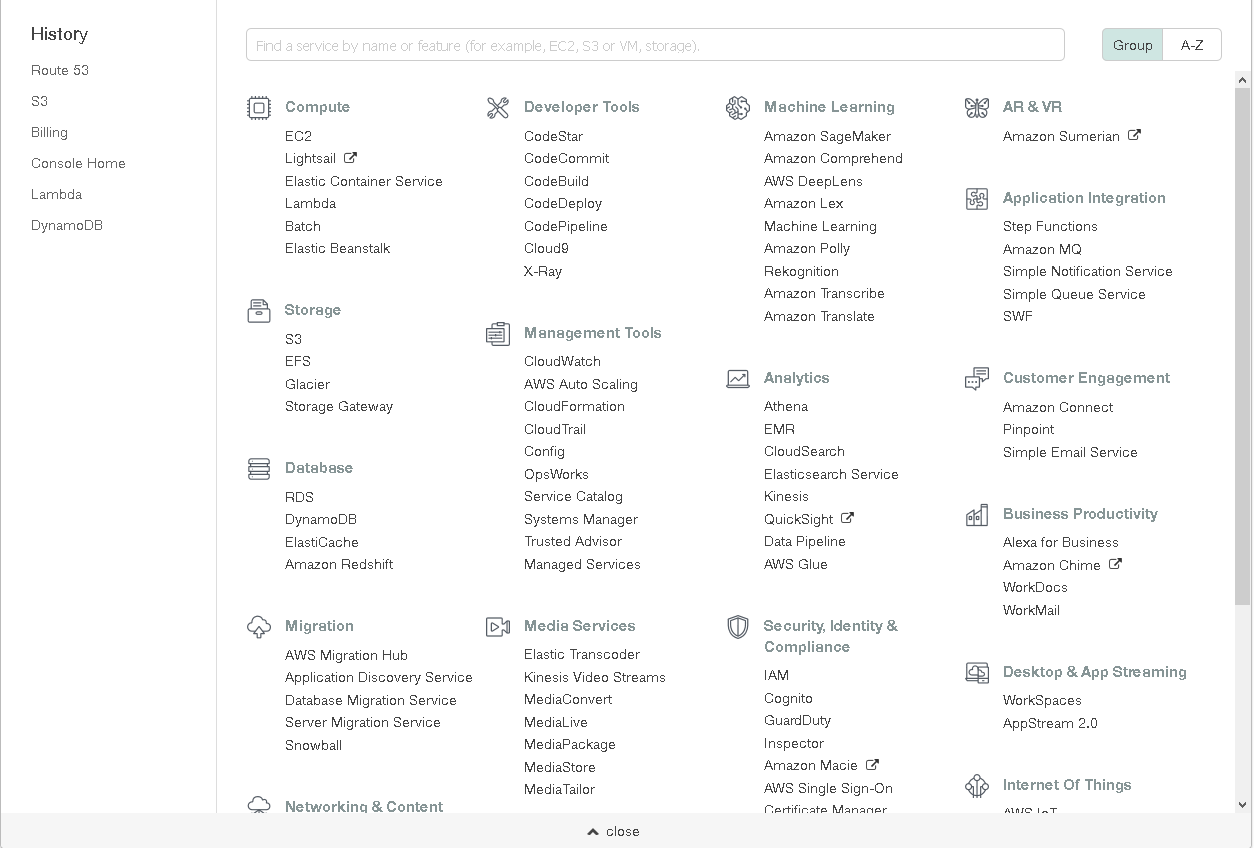 History
Route 53
S3
Billing
Console Home
Lambda
DynamoDB
Find a service by name or feature (for example, EC2, S3 or VM, storage).
Group
A-Z
Compute
EC2
Lightsail
Elastic Container Service
Lambda
Batch
Elastic Beanstalk
Storage
S3
EFS
Glacier
Storage Gateway
Database
RDS
DynamoDB
ElastiCache
Amazon Redshift
Migration
AWS Migration Hub
Application Discovery Service
Database Migration Service
Server Migration Service
Snowball
Networking & Content
Developer Tools
CodeStar
CodeCommit
CodeBuild
CodeDeploy
CodePipeline
Cloud9
X-Ray
Management Tools
CloudWatch
AWS Auto Scaling
CloudFormation
CloudTrail
Config
OpsWorks
Service Catalog
Systems Manager
Trusted Advisor
Managed Services
Media Services
Elastic Transcoder
Kinesis Video Streams
MediaConvert
MediaLive
MediaPackage
MediaStore
MediaTailor
Machine Learning
Amazon SageMaker
Amazon Comprehend
AWS DeepLens
Amazon Lex
Machine Learning
Amazon Polly
Rekognition
Amazon Transcribe
Amazon Translate
Analytics
Athena
EMR
CloudSearch
Elasticsearch Service
Kinesis
QuickSight
Data Pipeline
AWS Glue
Security, Identity &
Compliance
IAM
Cognito
GuardDuty
Inspector
Amazon Macie
AWS Single Sign-On
Certificate Manager
AR & VR
Amazon Sumerian
Application Integration
Step Functions
Amazon MQ
Simple Notification Service
Simple Queue Service
SWF
Customer Engagement
Amazon Connect
Pinpoint
Simple Email Service
Business Productivity
Alexa for Business
Amazon Chime
WorkDocs
WorkMail
Desktop & App Streaming
WorkSpaces
AppStream 2.0
Internet Of Things
AWS IoT
close